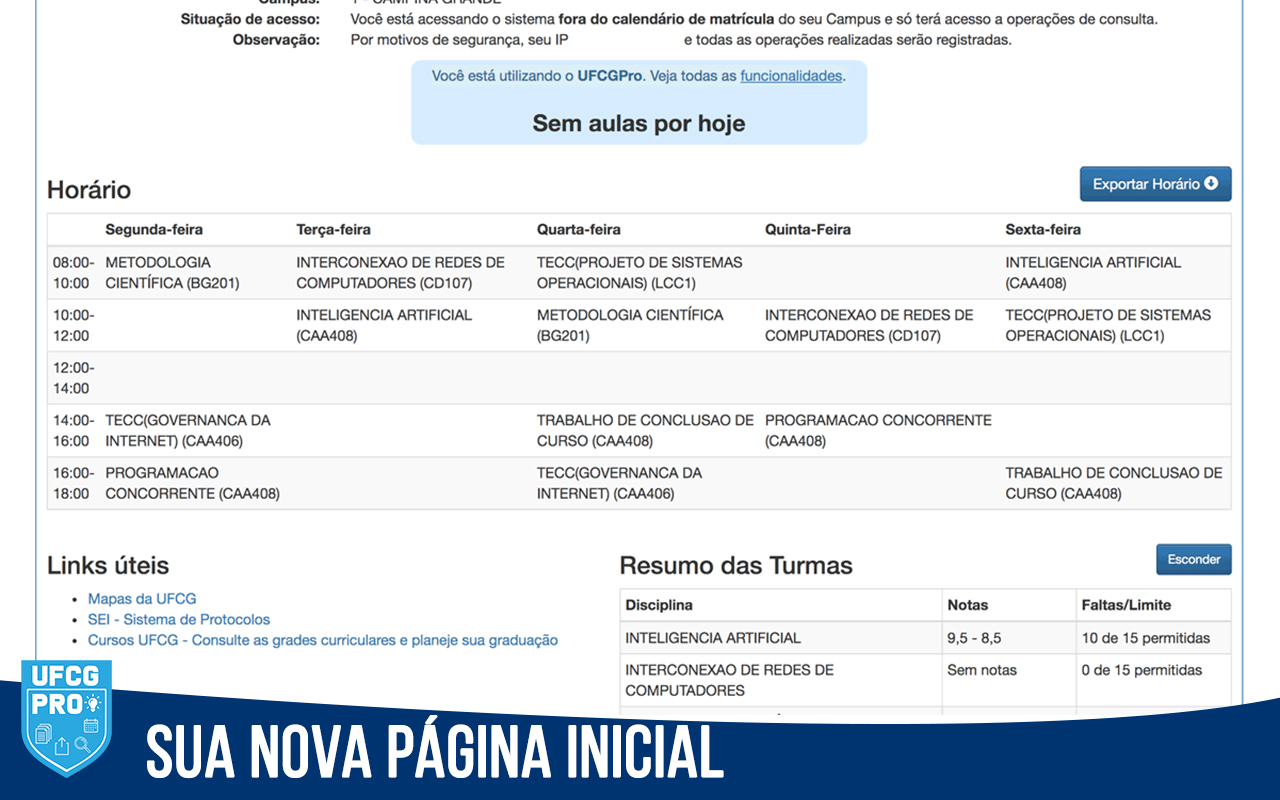 Campus: 1 - CAMPINA GRANDE
Situação de acesso: Você está acessando o sistema fora do calendário de matrícula do seu Campus e só terá acesso a operações de consulta.
Observação: Por motivos de segurança, seu IP e todas as operações realizadas serão registradas.
Você está utilizando o UFCGPro. Veja todas as funcionalidades.
Sem aulas por hoje
Horário
Exportar Horário
Segunda-feira Terça-feira Quarta-feira Quinta-Feira Sexta-feira
08:00- METODOLOGIA INTERCONEXAO DE REDES DE TECC(PROJETO DE SISTEMAS INTELIGENCIA ARTIFICIAL
10:00 CIENTÍFICA (BG201) COMPUTADORES (CD107) OPERACIONAIS) (LCC1) (CAA408)
10:00- INTELIGENCIA ARTIFICIAL METODOLOGIA CIENTÍFICA INTERCONEXAO DE REDES DE TECC(PROJETO DE SISTEMAS
12:00 (CAA408) (BG201) COMPUTADORES (CD107) OPERACIONAIS) (LCC1)
12:00-
14:00
14:00- TECC(GOVERNANCA DA TRABALHO DE CONCLUSAO DE PROGRAMACAO CONCORRENTE
16:00 INTERNET) (CAA406) CURSO (CAA408) (CAA408)
16:00- PROGRAMACAO TECC(GOVERNANCA DA TRABALHO DE CONCLUSAO DE
18:00 CONCORRENTE (CAA408) INTERNET) (CAA406) CURSO (CAA408)
Links úteis
Mapas da UFCG
SEI - Sistema de Protocolos
Cursos UFCG - Consulte as grades curriculares e planeje sua graduação
Resumo das Turmas
Esconder
Disciplina Notas Faltas/Limite
INTELIGENCIA ARTIFICIAL 9,5 - 8,5 10 de 15 permitidas
INTERCONEXAO DE REDES DE Sem notas 0 de 15 permitidas
COMPUTADORES
UFCG
PRO
SUA NOVA PÁGINA INICIAL